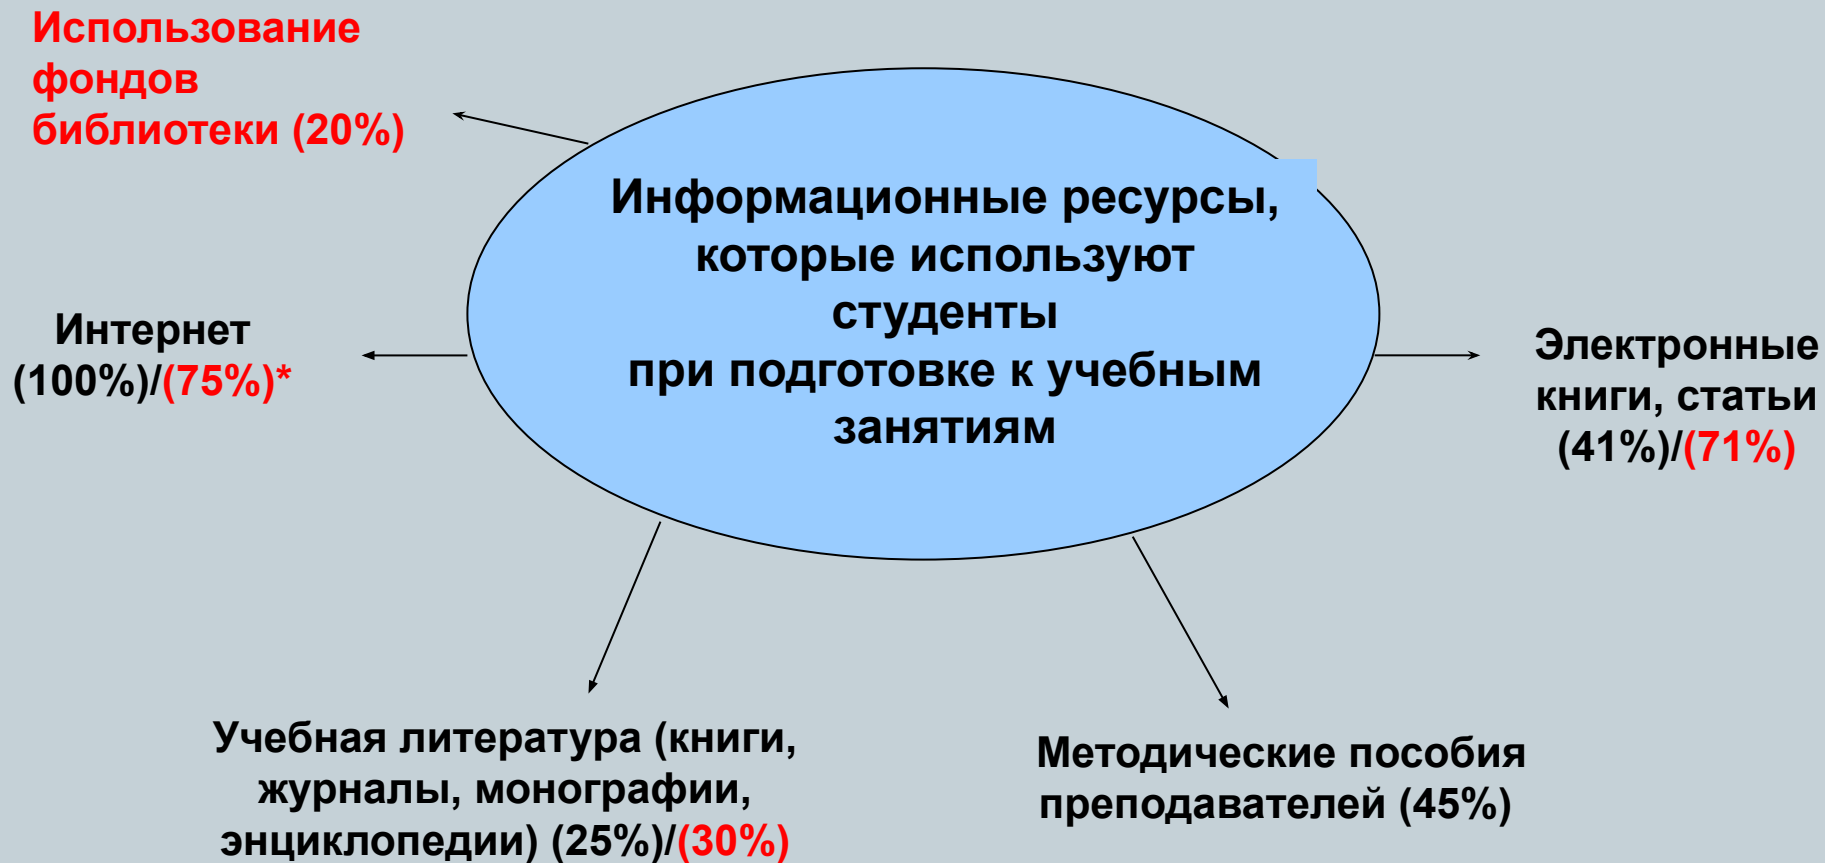 Использование
фондов
библиотеки (20%)
Информационные ресурсы,
которые используют
студенты
при подготовке к учебным
занятиям
Интернет
(100%)/(75%)*
Электронные
книги, статьи
(41%)/(71%)
Учебная литература (книги,
журналы, монографии,
энциклопедии) (25%)/(30%)
Методические пособия
преподавателей (45%)